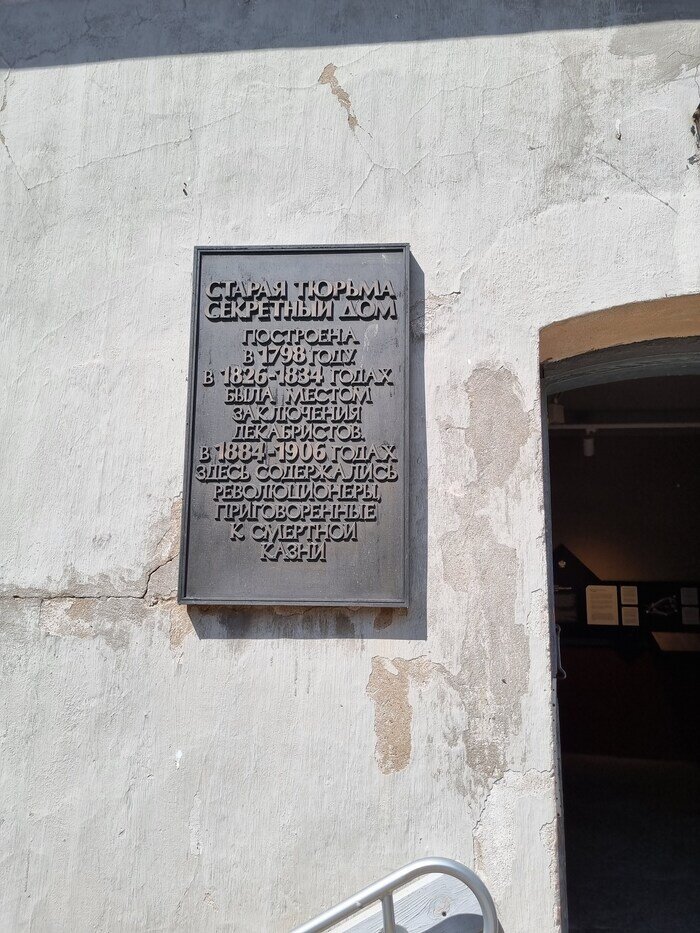 СТАРАЯ ТЮРЬМА
СЕКРЕТНЫЙ ДОМ
ПОСТРОЕНА
В 1798 ГОДУ
В 1826-1834 ГОДАХ
БЫЛА МЕСТОМ
ЗАКЛЮЧЕНИЯ
ДЕКАБРИСТОВ.
В 1884-1906 ГОДАХ
ЗДЕСЬ СОДЕРЖАЛИСЬ
РЕВОЛЮЦИОНЕРЫ,
ПРИГОВОРЕННЫЕ
К СМЕРТНОЙ
КАЗНИ